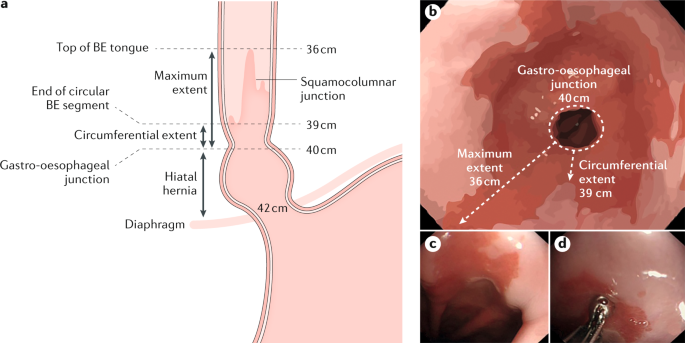 a
Top of BE tongue
36 cm
Maximum
extent
Squamocolumnar
junction
End of circular
BE segment
39 cm
Circumferential extent
40 cm
Gastro-oesophageal
junction
Hiatal
hernia
42 cm
Diaphragm
b
Gastro-oesophageal
junction
40 cm
Maximum
extent
36 cm
Circumferential
extent
39 cm
c
d